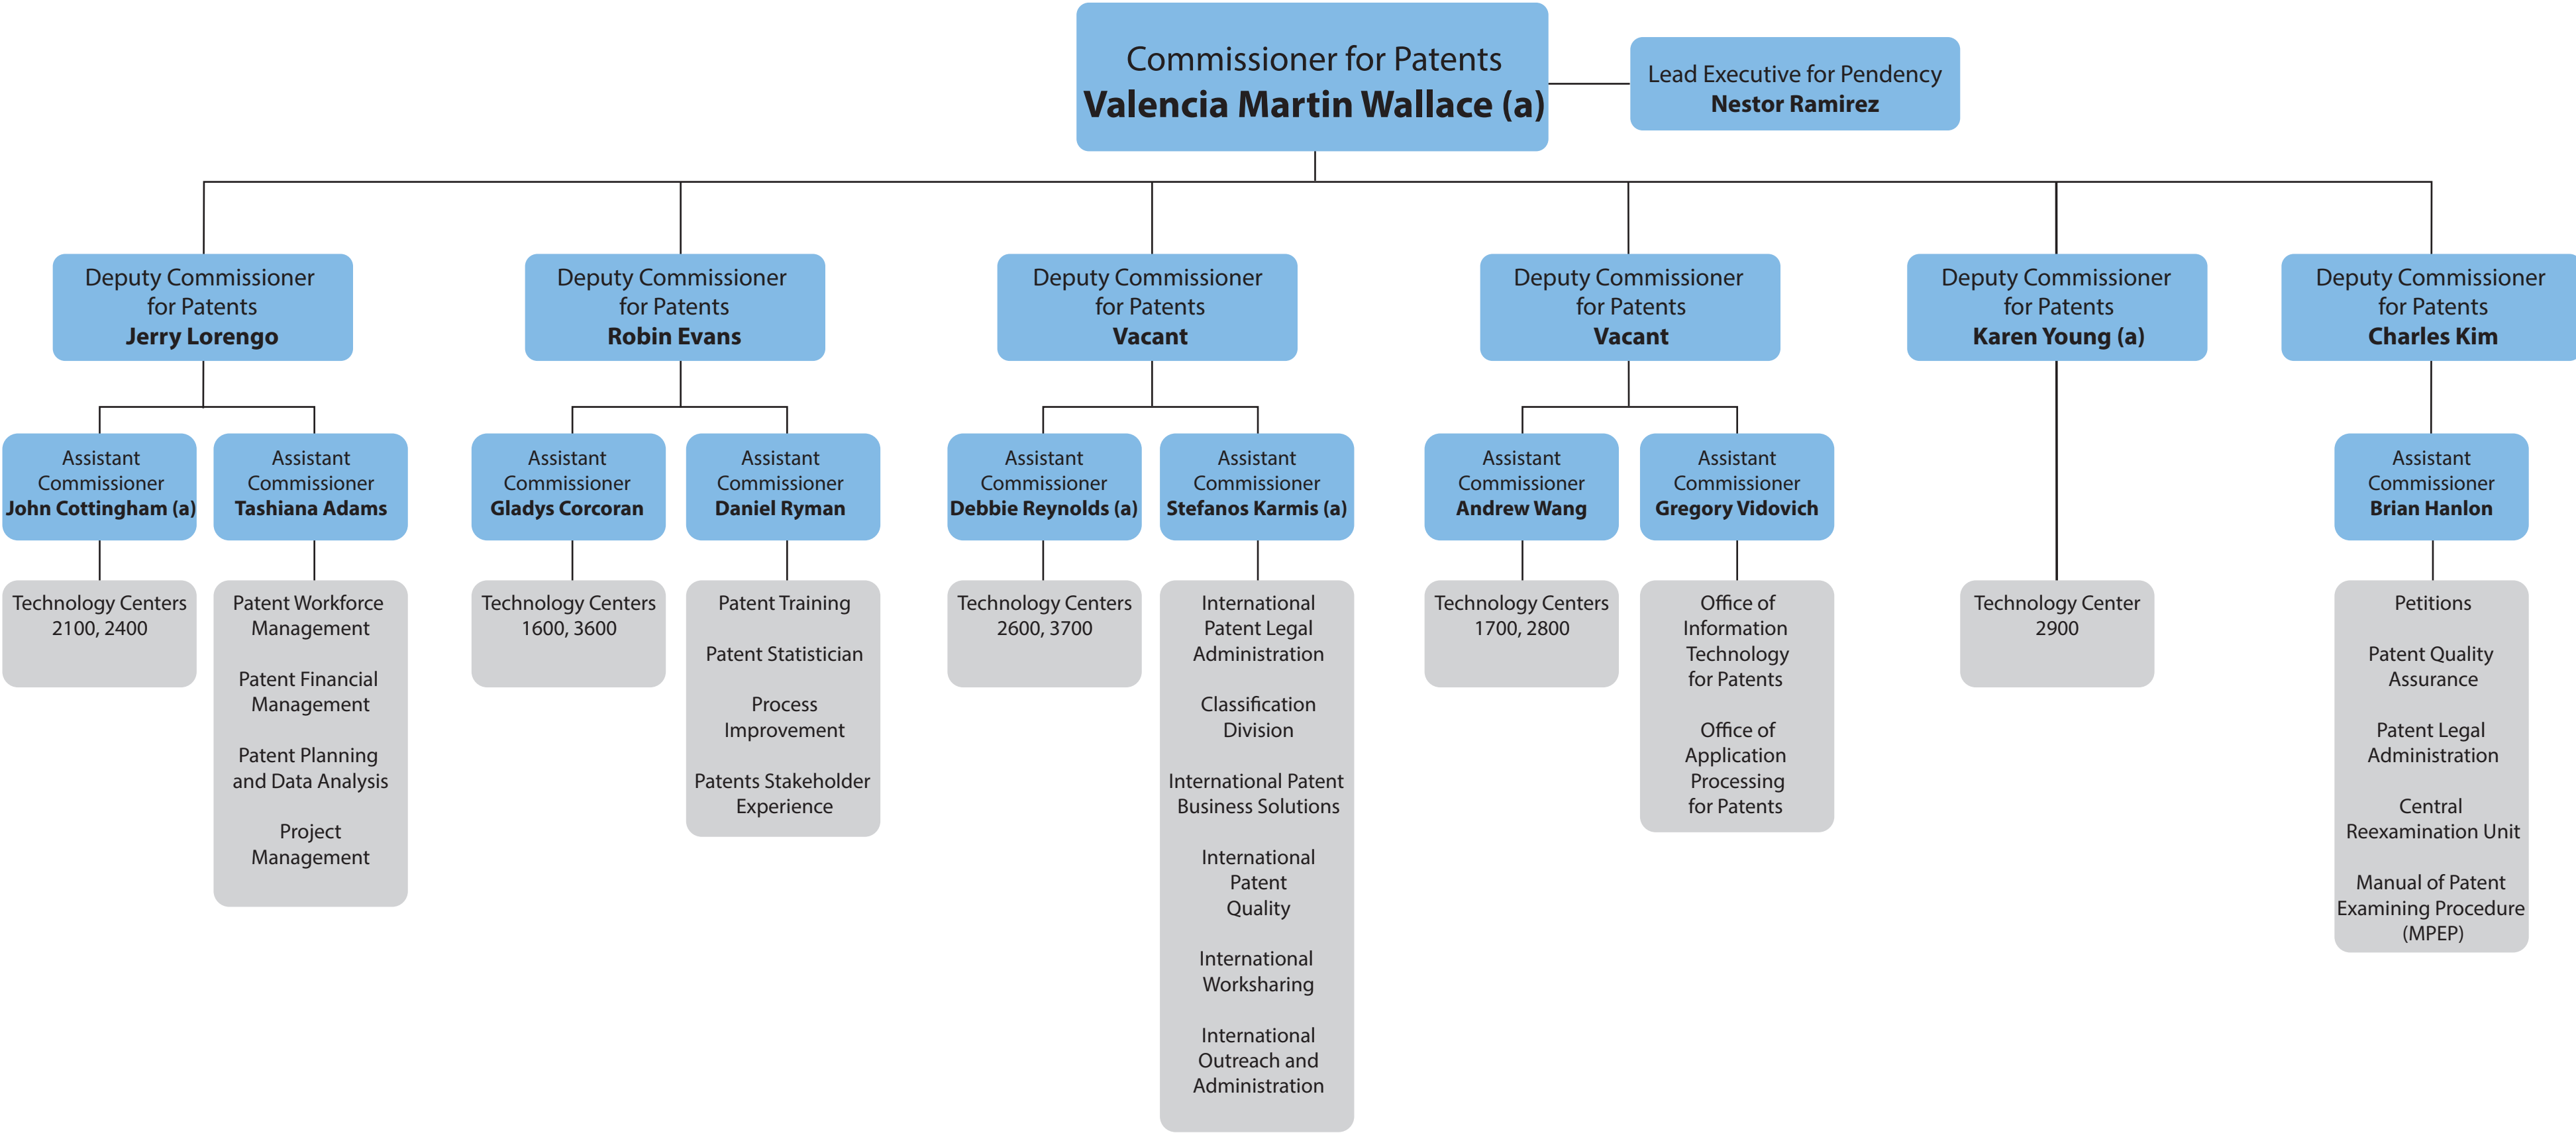 Commissioner for Patents
Valencia Martin Wallace (a)
Lead Executive for Pendency
Nestor Ramirez
Deputy Commissioner
for Patents
Jerry Lorengo
Deputy Commissioner
for Patents
Robin Evans
Deputy Commissioner
for Patents
Vacant
Deputy Commissioner
for Patents
Vacant
Deputy Commissioner
for Patents
Karen Young (a)
Deputy Commissioner
for Patents
Charles Kim
Assistant
Commissioner
John Cottingham (a)
Assistant
Commissioner
Tashiana Adams
Assistant
Commissioner
Gladys Corcoran
Assistant
Commissioner
Daniel Ryman
Assistant
Commissioner
Debbie Reynolds (a)
Assistant
Commissioner
Stefanos Karmis (a)
Assistant
Commissioner
Andrew Wang
Assistant
Commissioner
Gregory Vidovich
Assistant
Commissioner
Brian Hanlon
Technology Centers
2100, 2400
Patent Workforce
Management
Patent Financial
Management
Patent Planning
and Data Analysis
Project
Management
Technology Centers
1600, 3600
Patent Training
Patent Statistician
Process
Improvement
Patents Stakeholder
Experience
Technology Centers
2600, 3700
International
Patent Legal
Administration
Classification
Division
International Patent
Business Solutions
International
Patent
Quality
International
Worksharing
International
Outreach and
Administration
Technology Centers
1700, 2800
Office of
Information
Technology
for Patents
Office of
Application
Processing
for Patents
Technology Center
2900
Petitions
Patent Quality
Assurance
Patent Legal
Administration
Central
Reexamination Unit
Manual of Patent
Examining Procedure
(MPEP)